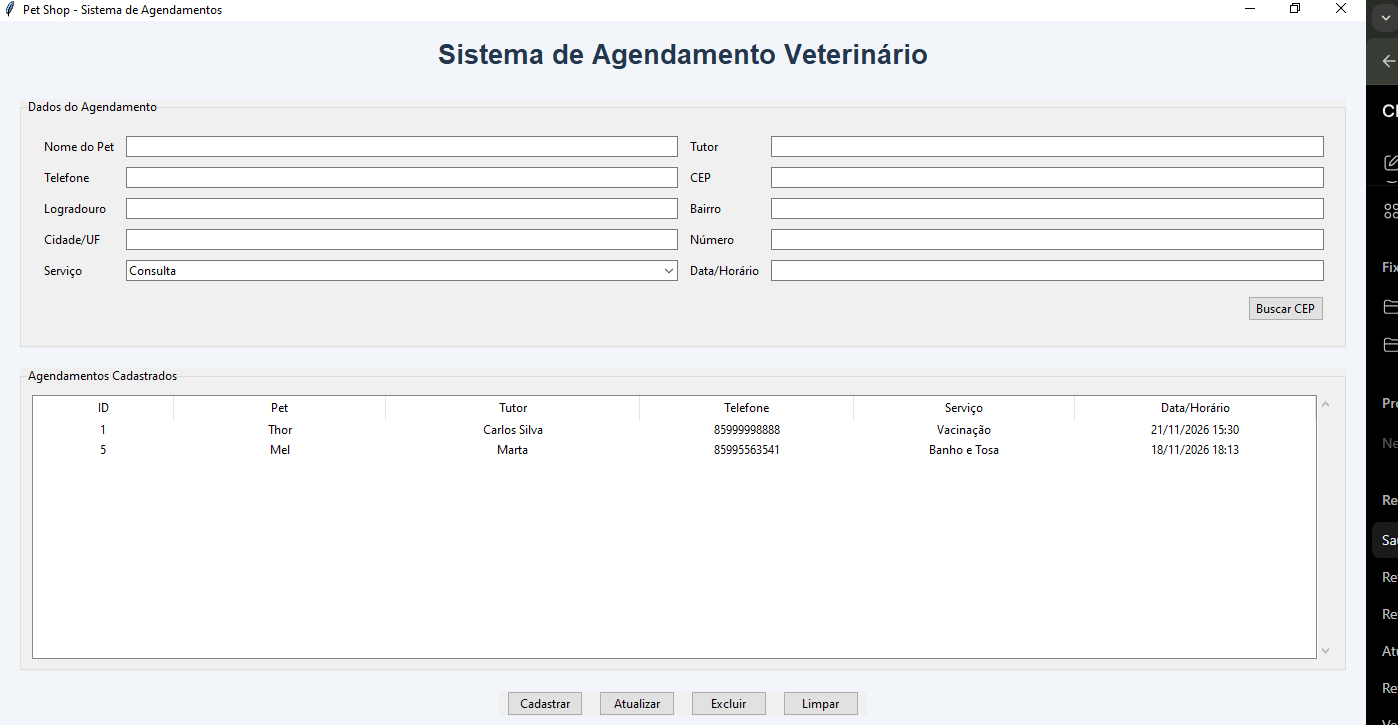 Pet Shop - Sistema de Agendamentos
Sistema de Agendamento Veterinário
Dados do Agendamento
Nome do Pet Tutor
Telefone CEP
Logradouro Bairro
Cidade/UF Número
Serviço Consulta Data/Horário
Buscar CEP
Agendamentos Cadastrados
ID Pet Tutor Telefone Serviço Data/Horário
1 Thor Carlos Silva 85999998888 Vacinação 21/11/2026 15:30
5 Mel Marta 85995563541 Banho e Tosa 18/11/2026 18:13
Cadastrar Atualizar Excluir Limpar